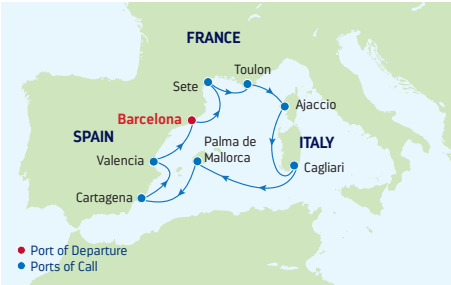 FRANCE
Toulon
Sete
Ajaccio
Barcelona
SPAIN
Palma de
Mallorca
ITALY
Valencia
Cagliari
Cartagena
Port of Departure
Ports of Call